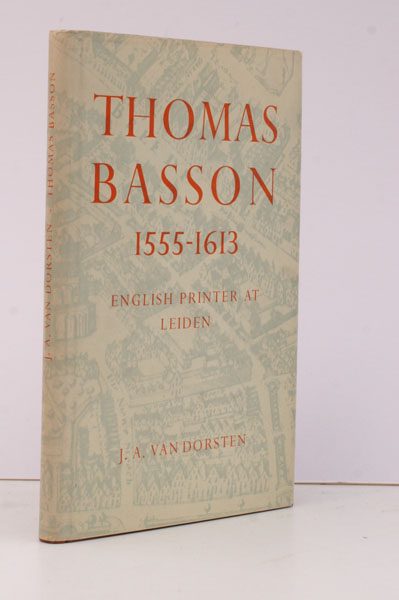 THOMAS
BASSON
1555-1613
ENGLISH PRINTER AT
LEIDEN
J. A. VAN DORSTEN
J. A. VAN DORSTEN - THOMAS BASSON